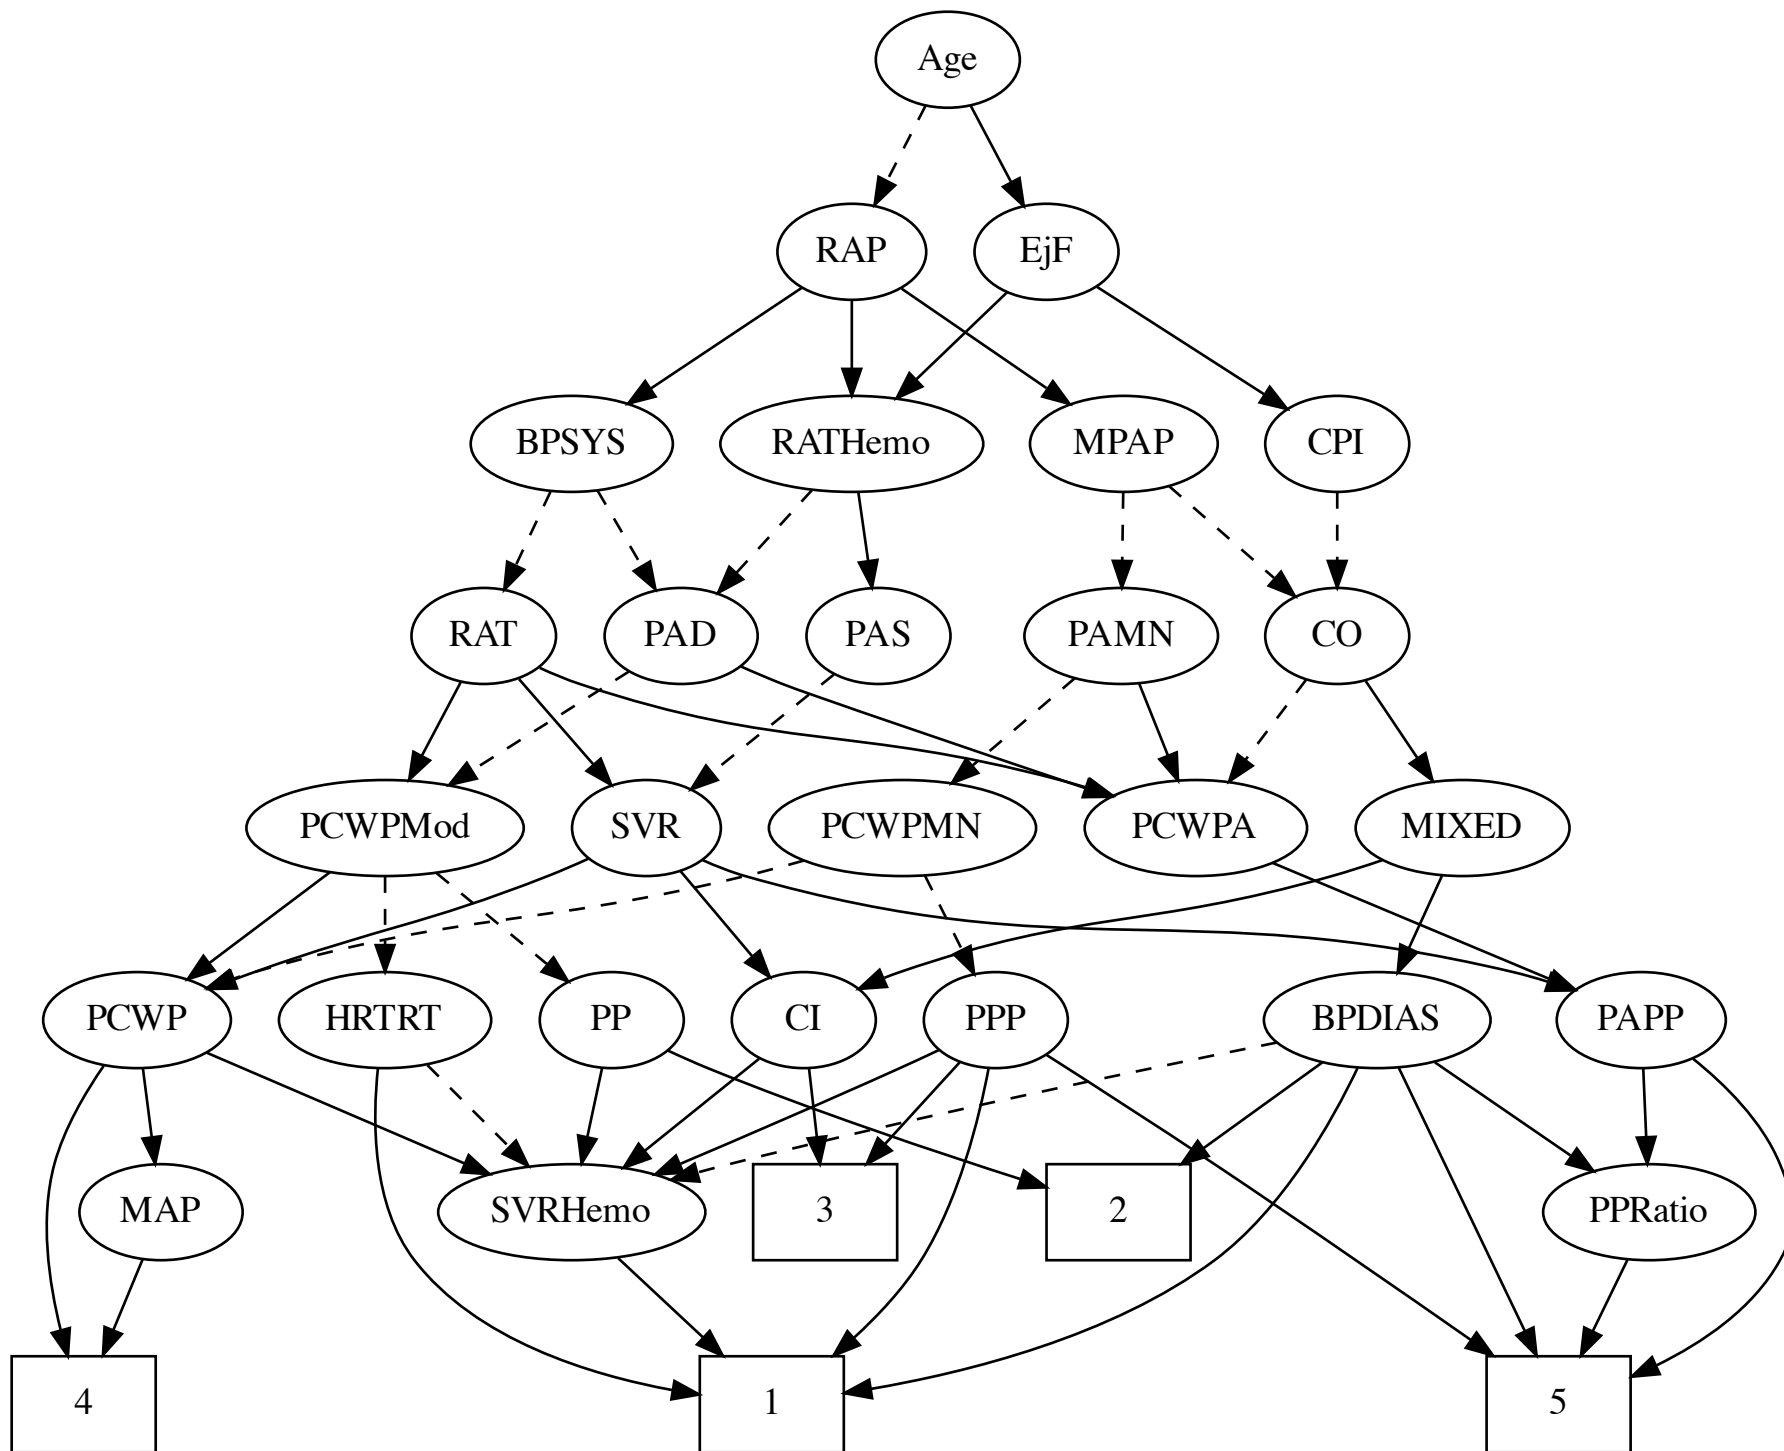 Age
RAP
EjF
BPSYS
RATHemo
MPAP
CPI
RAT
PAD
PAS
PAMN
CO
PCWPMod
SVR
PCWPMN
PCWPA
MIXED
PCWP
HRTRT
PP
CI
PPP
BPDIAS
PAPP
MAP
SVRHemo
3
2
PPRatio
4
1
5